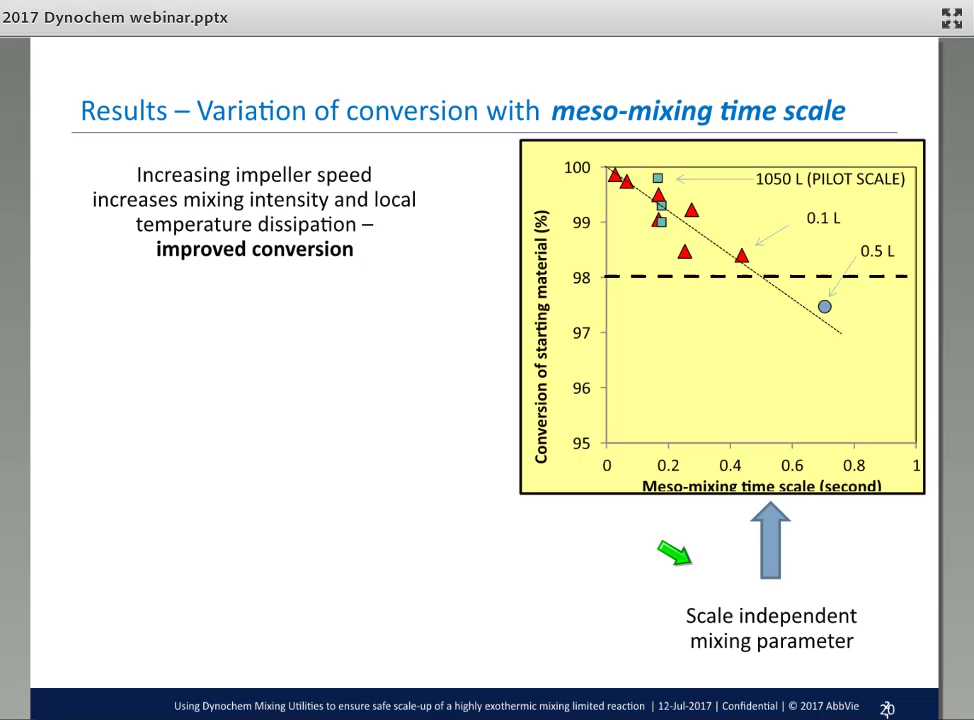 2017 Dynochem webinar.pptx
Results – Variation of conversion with meso-mixing time scale
Increasing impeller speed
increases mixing intensity and local
temperature dissipation –
improved conversion
Conversion of starting material (%)
100
99
98
97
96
95
1050 L (PILOT SCALE)
0.1 L
0.5 L
0 0.2 0.4 0.6 0.8 1
Meso-mixing time scale (second)
Scale independent
mixing parameter
Using Dynochem Mixing Utilities to ensure safe scale-up of a highly exothermic mixing limited reaction | 12-Jul-2017 | Confidential | © 2017 AbbVie